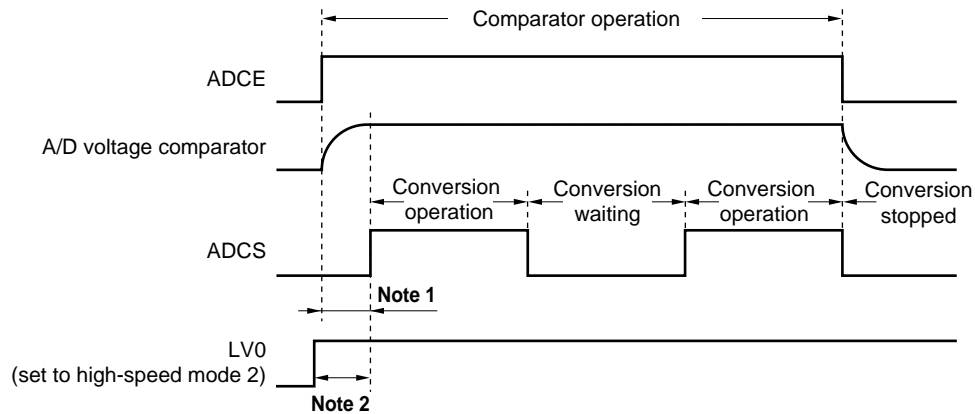 Comparator operation
ADCE
A/D voltage comparator
Conversion
operation
Conversion
waiting
Conversion
operation
Conversion
stopped
ADCS
Note 1
LV0
(set to high-speed mode 2)
Note 2